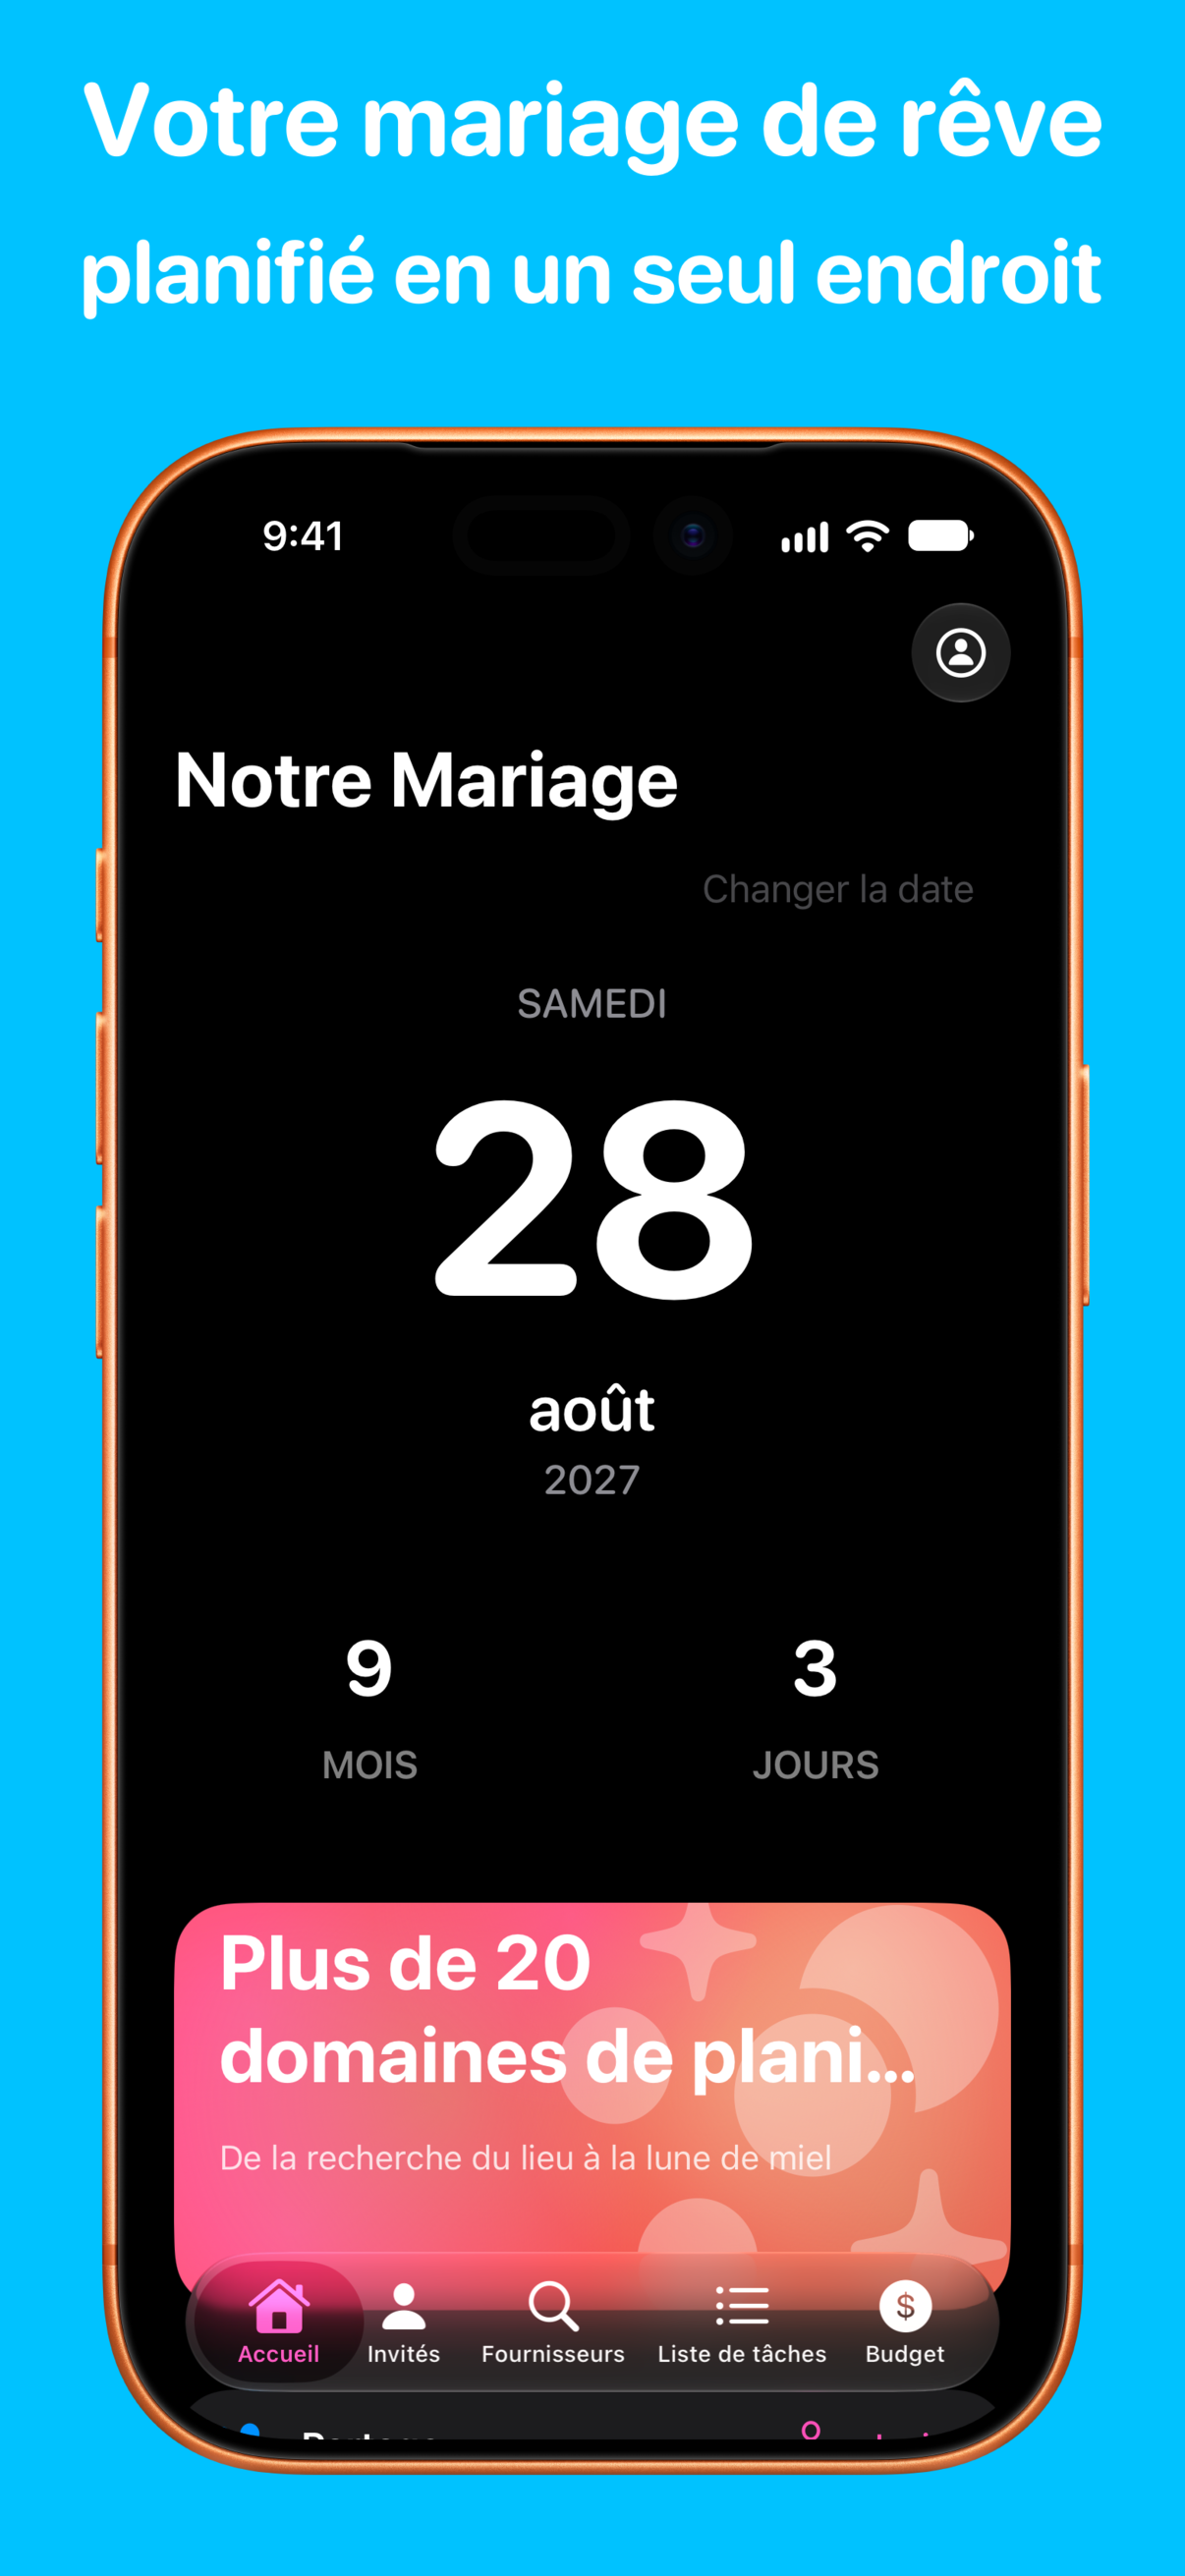 Votre mariage de rêve
planifié en un seul endroit
9:41
Notre Mariage
Changer la date
SAMEDI
28
août
2027
9
3
MOIS
JOURS
Plus de 20
domaines de plani...
De la recherche du lieu à la lune de miel
Accueil Invités Fournisseurs Liste de tâches Budget